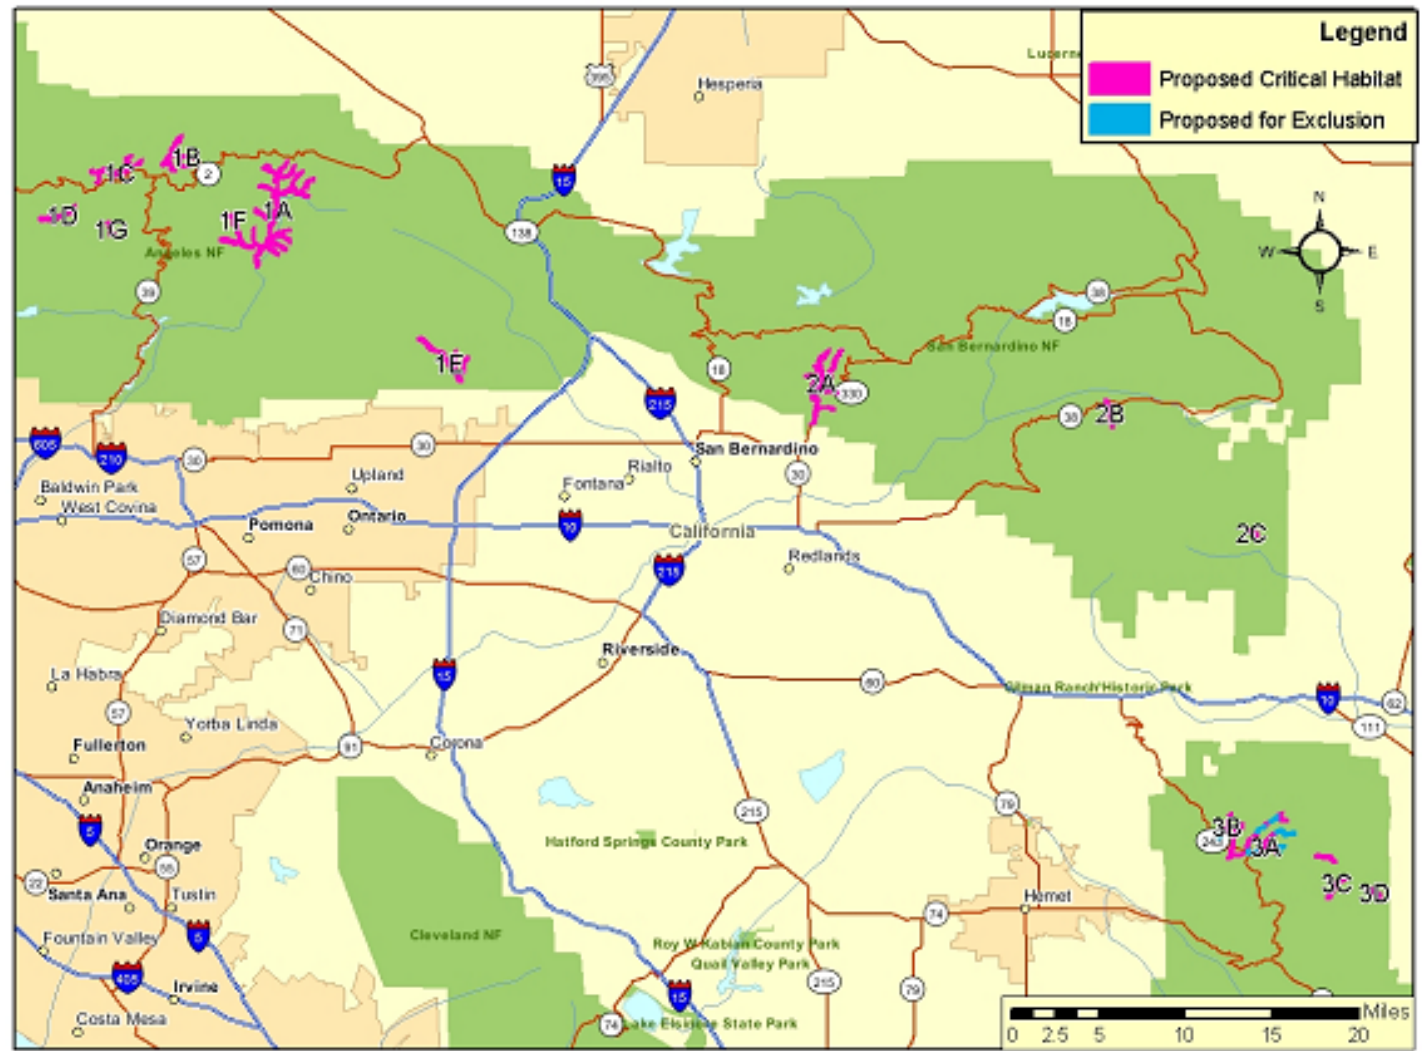 Legend
Proposed Critical Habitat
Proposed for Exclusion
Hesperia
395
15
N
W E
S
1B
1C
2
1D
1G
1F
1A
Angeles NF
138
39
38
18
San Bernardino NF
1E
18
2A
330
215
38
2B
605
210
30
30
San Bernardino
Rialto
Upland
Fontana
30
Baldwin Park
West Covina
Pomona
Ontario
10
California
2C
57
60
Chino
215
Redlands
Diamond Bar
71
Riverside
La Habra
15
60
Gilman Ranch Historic Park
10
62
57
111
Yorba Linda
Fullerton
91
Corona
Anaheim
5
215
79
Hatford Springs County Park
3B
243
3A
Orange
55
22
Santa Ana
Tustin
Hemet
3C
3D
74
Fountain Valley
5
Cleveland NF
Roy W Kabian County Park
Quail Valley Park
405
Irvine
15
215
79
Costa Mesa
74
Lake Elsinore State Park
Miles
0 2.5 5 10 15 20